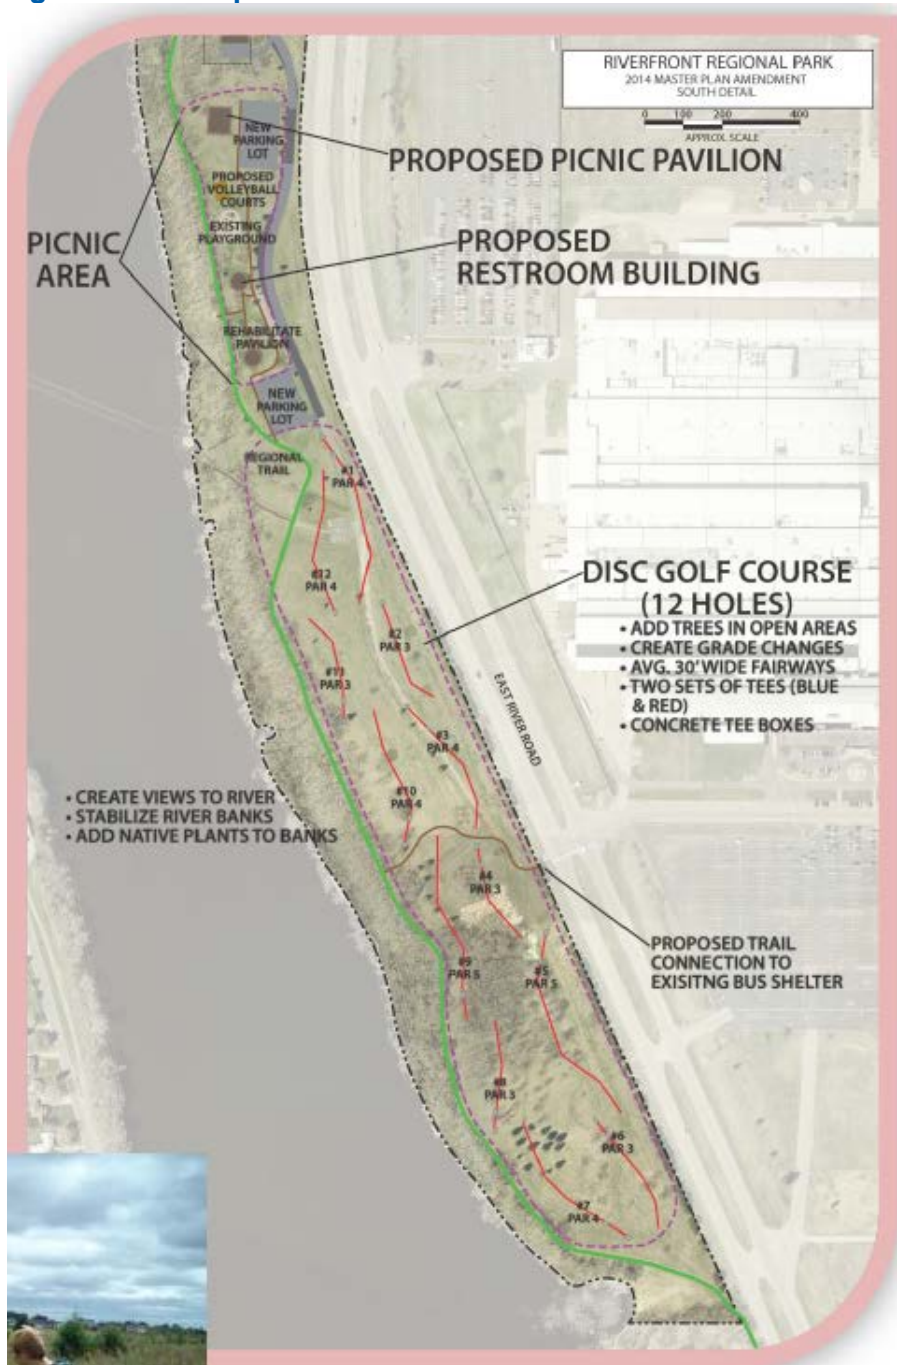 RIVERFRONT REGIONAL PARK
2014 MASTER PLAN AMENDMENT
SOUTH DETAIL
0 100 200 400
APPROX. SCALE
NEW
PARKING
LOT
PROPOSED PICNIC PAVILION
PROPOSED
VOLLEYBALL
COURTS
EXISTING
PLAYGROUND
PICNIC
AREA
PROPOSED
RESTROOM BUILDING
REHABILITATE
PAVILION
NEW
PARKING
LOT
REGIONAL
TRAIL
#1
PAR 4
#12
PAR 4
DISC GOLF COURSE
(12 HOLES)
• ADD TREES IN OPEN AREAS
• CREATE GRADE CHANGES
• AVG. 30' WIDE FAIRWAYS
• TWO SETS OF TEES (BLUE
& RED)
• CONCRETE TEE BOXES
#2
PAR 3
#11
PAR 3
EAST RIVER ROAD
#3
PAR 4
#10
PAR 4
• CREATE VIEWS TO RIVER
• STABILIZE RIVER BANKS
• ADD NATIVE PLANTS TO BANKS
#4
PAR 3
PROPOSED TRAIL
CONNECTION TO
EXISITNG BUS SHELTER
#9
PAR 5
#5
PAR 5
#8
PAR 3
#6
PAR 3
#7
PAR 4